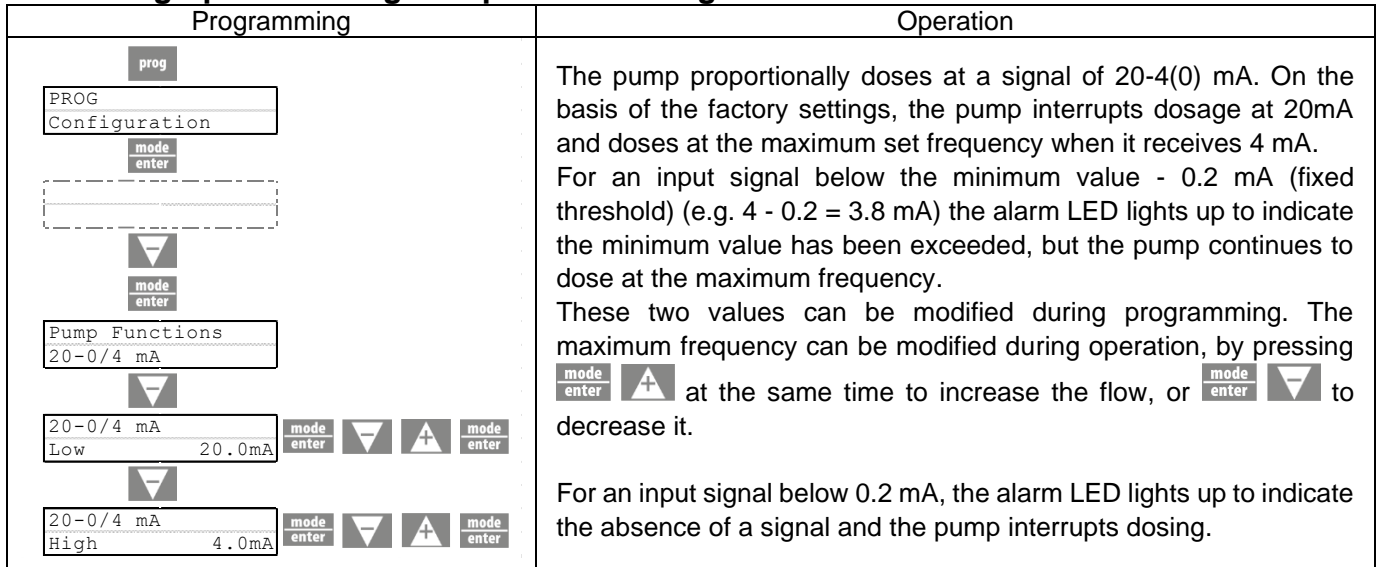 Programming
Operation
prog
PROG
Configuration
mode
enter
−
mode
enter
Pump Functions
20-0/4 mA
−
20-0/4 mA
Low 20.0mA
mode
enter
−
+
mode
enter
−
20-0/4 mA
High 4.0mA
mode
enter
−
+
mode
enter
The pump proportionally doses at a signal of 20-4(0) mA. On the
basis of the factory settings, the pump interrupts dosage at 20mA
and doses at the maximum set frequency when it receives 4 mA.
For an input signal below the minimum value - 0.2 mA (fixed
threshold) (e.g. 4 - 0.2 = 3.8 mA) the alarm LED lights up to indicate
the minimum value has been exceeded, but the pump continues to
dose at the maximum frequency.
These two values can be modified during programming. The
maximum frequency can be modified during operation, by pressing
mode enter + at the same time to increase the flow, or mode enter − to
decrease it.
For an input signal below 0.2 mA, the alarm LED lights up to indicate
the absence of a signal and the pump interrupts dosing.